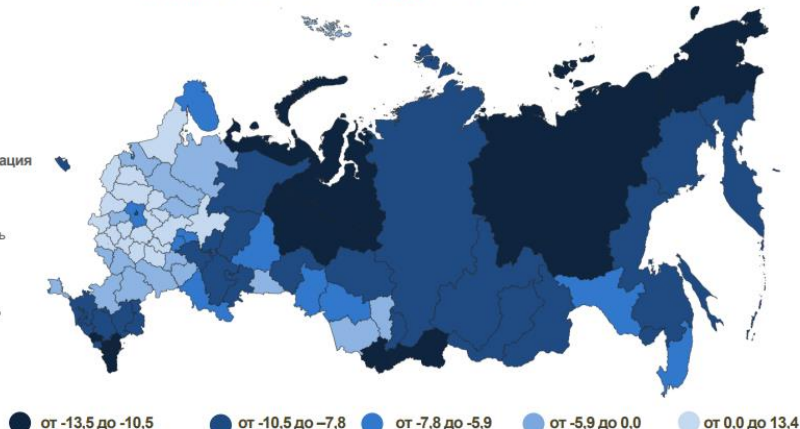 ация
ь
от -13,5 до -10,5
от -10,5 до –7,8
от -7,8 до -5,9
от -5,9 до 0,0
от 0,0 до 13,4